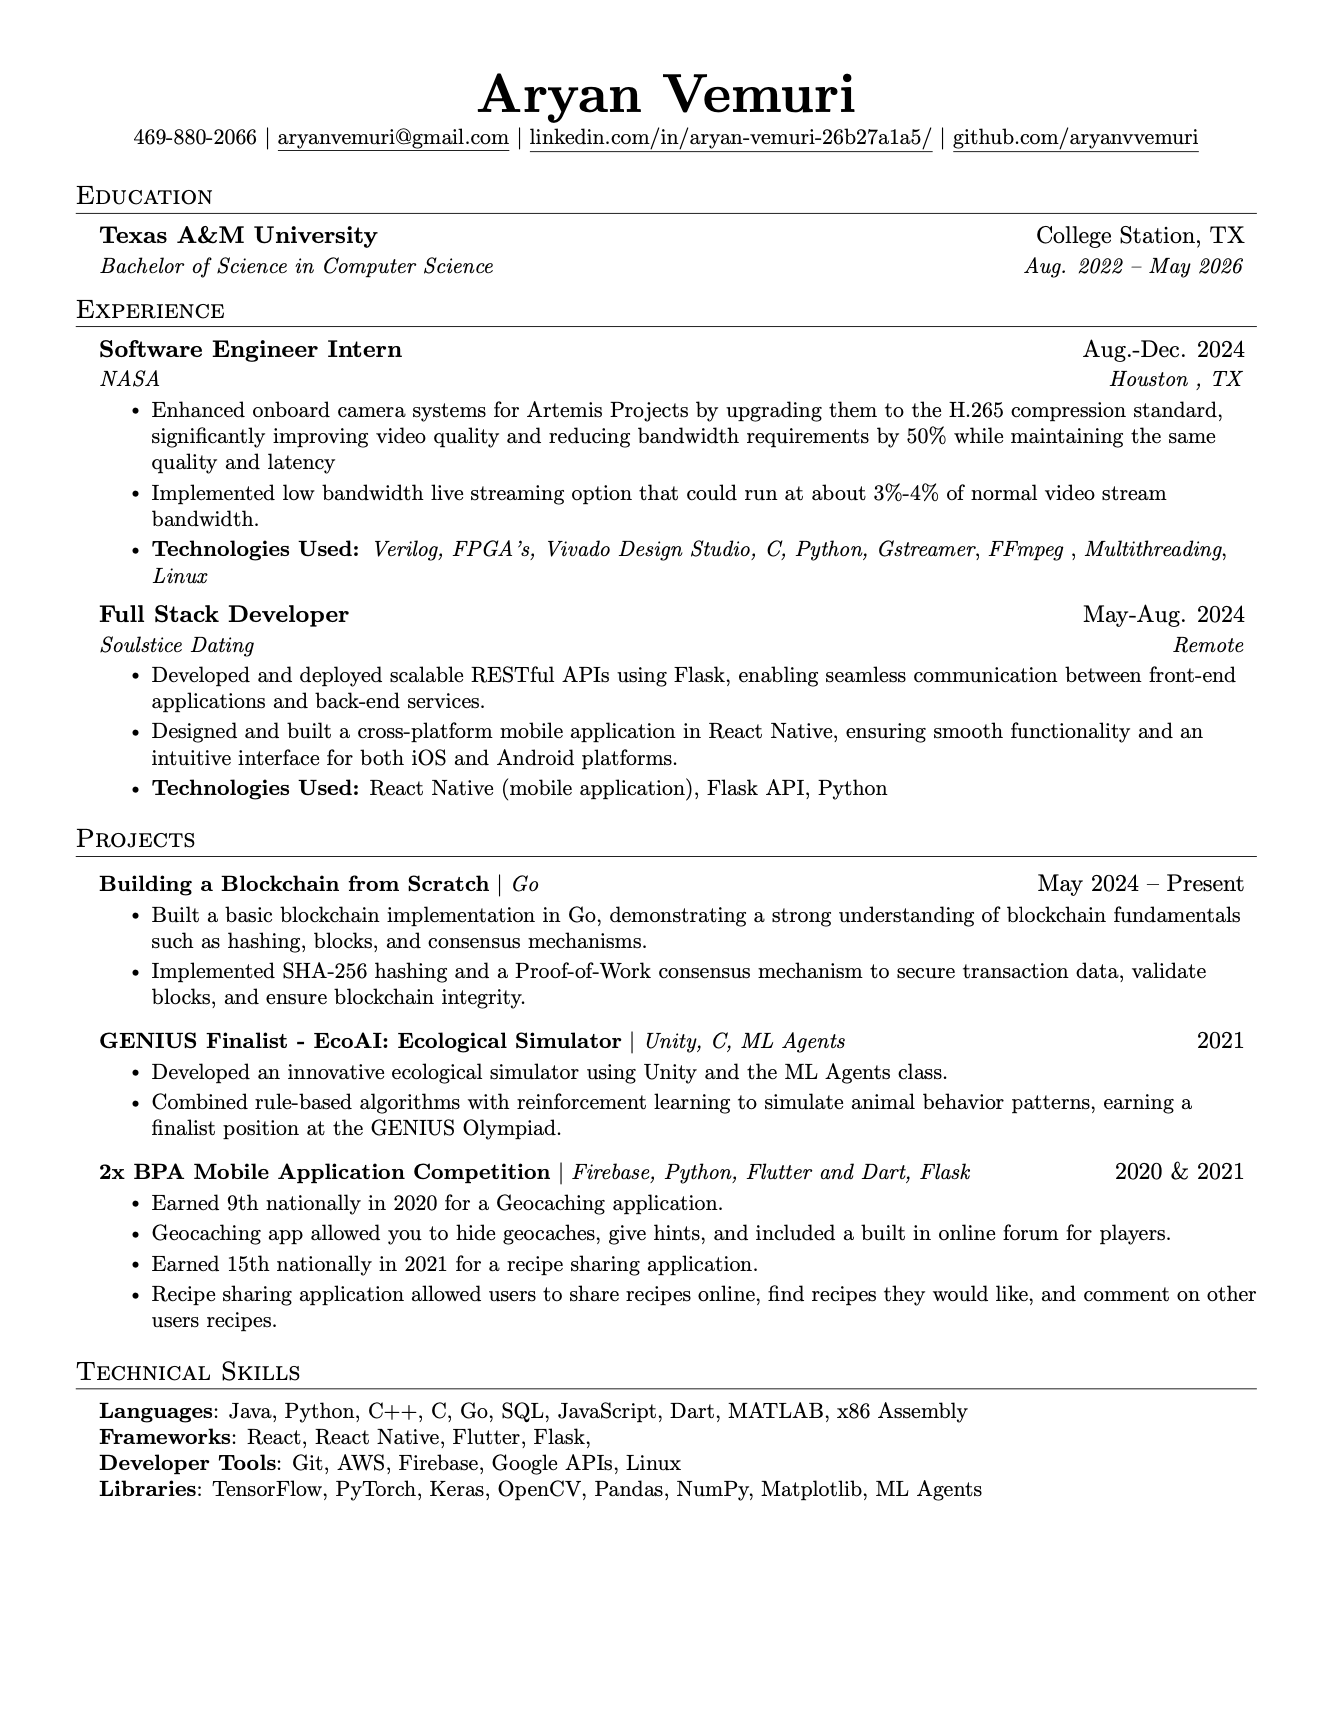 Aryan Vemuri
469-880-2066 | aryanvemuri@gmail.com | linkedin.com/in/aryan-vemuri-26b27a1a5/ | github.com/aryanvvemuri
Education
Texas A&M University College Station, TX
Bachelor of Science in Computer Science Aug. 2022 – May 2026
Experience
Software Engineer Intern Aug.-Dec. 2024
NASA Houston , TX
• Enhanced onboard camera systems for Artemis Projects by upgrading them to the H.265 compression standard,
significantly improving video quality and reducing bandwidth requirements by 50% while maintaining the same
quality and latency
• Implemented low bandwidth live streaming option that could run at about 3%-4% of normal video stream
bandwidth.
• Technologies Used: Verilog, FPGA's, Vivado Design Studio, C, Python, Gstreamer, FFmpeg , Multithreading,
Linux
Full Stack Developer May-Aug. 2024
Soulstice Dating Remote
• Developed and deployed scalable RESTful APIs using Flask, enabling seamless communication between front-end
applications and back-end services.
• Designed and built a cross-platform mobile application in React Native, ensuring smooth functionality and an
intuitive interface for both iOS and Android platforms.
• Technologies Used: React Native (mobile application), Flask API, Python
Projects
Building a Blockchain from Scratch | Go May 2024 – Present
• Built a basic blockchain implementation in Go, demonstrating a strong understanding of blockchain fundamentals
such as hashing, blocks, and consensus mechanisms.
• Implemented SHA-256 hashing and a Proof-of-Work consensus mechanism to secure transaction data, validate
blocks, and ensure blockchain integrity.
GENIUS Finalist - EcoAI: Ecological Simulator | Unity, C, ML Agents 2021
• Developed an innovative ecological simulator using Unity and the ML Agents class.
• Combined rule-based algorithms with reinforcement learning to simulate animal behavior patterns, earning a
finalist position at the GENIUS Olympiad.
2x BPA Mobile Application Competition | Firebase, Python, Flutter and Dart, Flask 2020 & 2021
• Earned 9th nationally in 2020 for a Geocaching application.
• Geocaching app allowed you to hide geocaches, give hints, and included a built in online forum for players.
• Earned 15th nationally in 2021 for a recipe sharing application.
• Recipe sharing application allowed users to share recipes online, find recipes they would like, and comment on other
users recipes.
Technical Skills
Languages: Java, Python, C++, C, Go, SQL, JavaScript, Dart, MATLAB, x86 Assembly
Frameworks: React, React Native, Flutter, Flask,
Developer Tools: Git, AWS, Firebase, Google APIs, Linux
Libraries: TensorFlow, PyTorch, Keras, OpenCV, Pandas, NumPy, Matplotlib, ML Agents